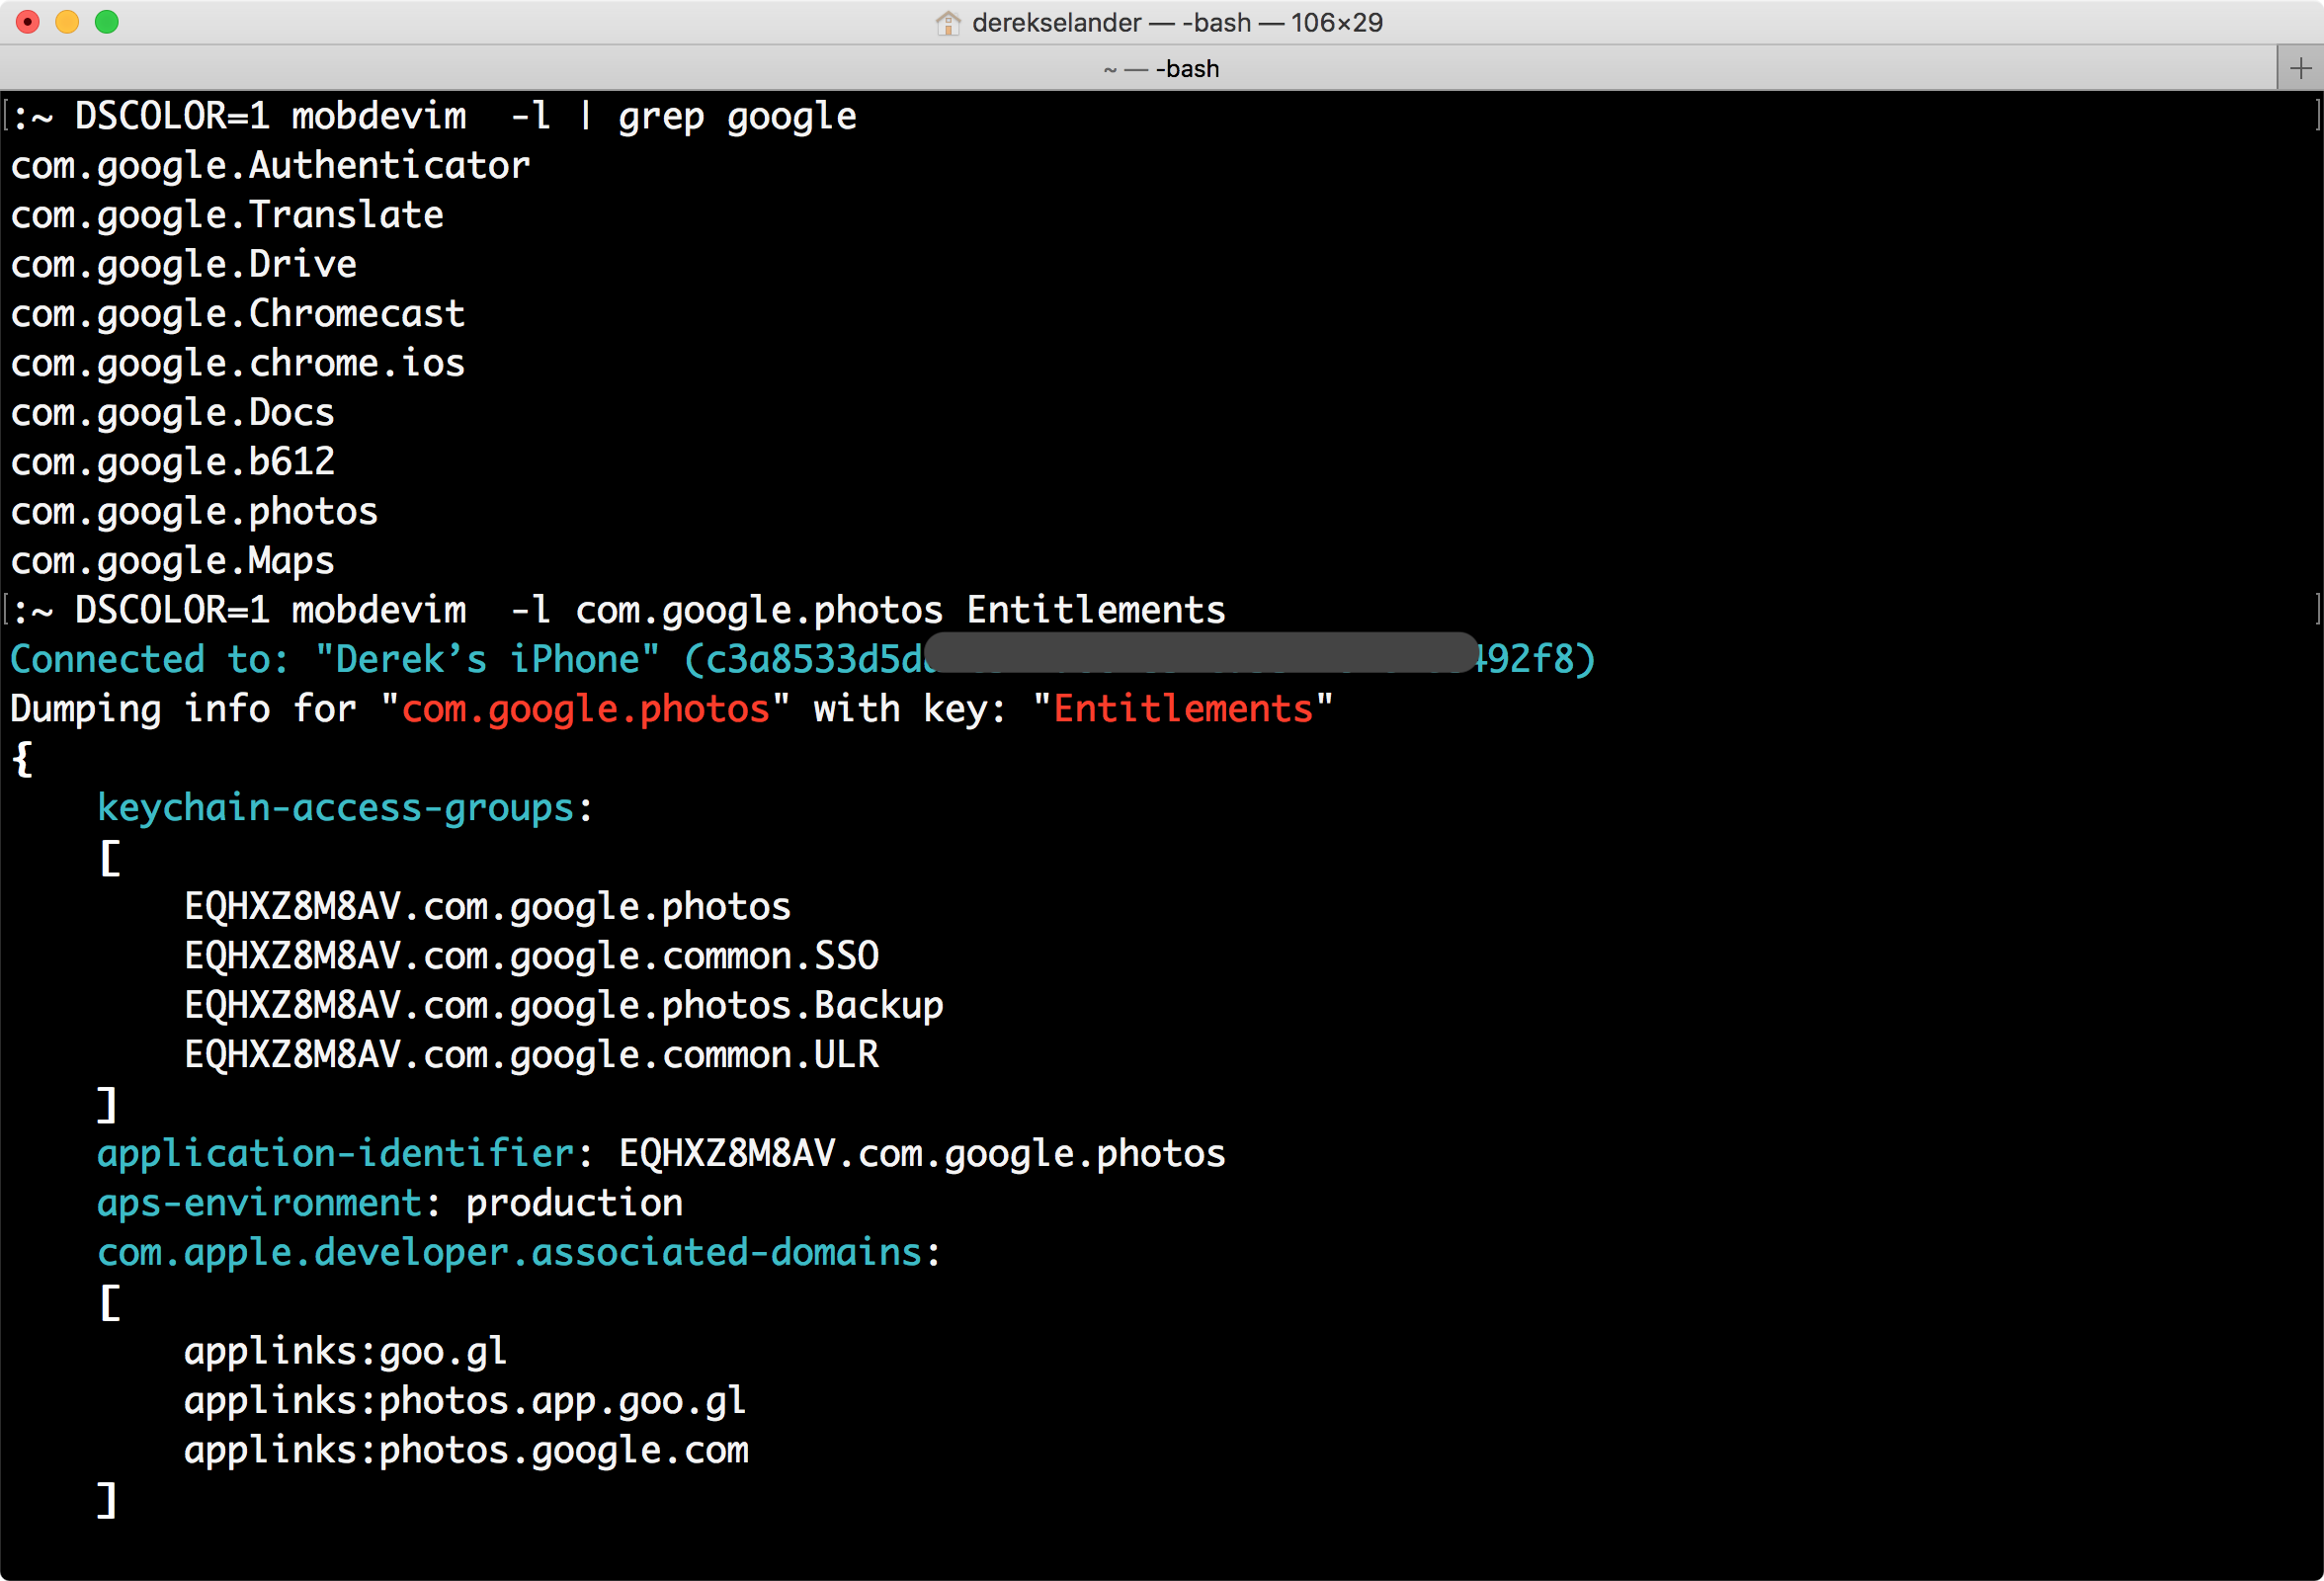 derekselander — -bash — 106×29
~ — -bash
:~ DSCOLOR=1 mobdevim  -l | grep google
com.google.Authenticator
com.google.Translate
com.google.Drive
com.google.Chromecast
com.google.chrome.ios
com.google.Docs
com.google.b612
com.google.photos
com.google.Maps
:~ DSCOLOR=1 mobdevim  -l com.google.photos Entitlements
Connected to: "Derek’s iPhone" (c3a8533d5d 492f8)
Dumping info for "com.google.photos" with key: "Entitlements"
{
    keychain-access-groups:
    [
        EQHXZ8M8AV.com.google.photos
        EQHXZ8M8AV.com.google.common.SSO
        EQHXZ8M8AV.com.google.photos.Backup
        EQHXZ8M8AV.com.google.common.ULR
    ]
    application-identifier: EQHXZ8M8AV.com.google.photos
    aps-environment: production
    com.apple.developer.associated-domains:
    [
        applinks:goo.gl
        applinks:photos.app.goo.gl
        applinks:photos.google.com
    ]